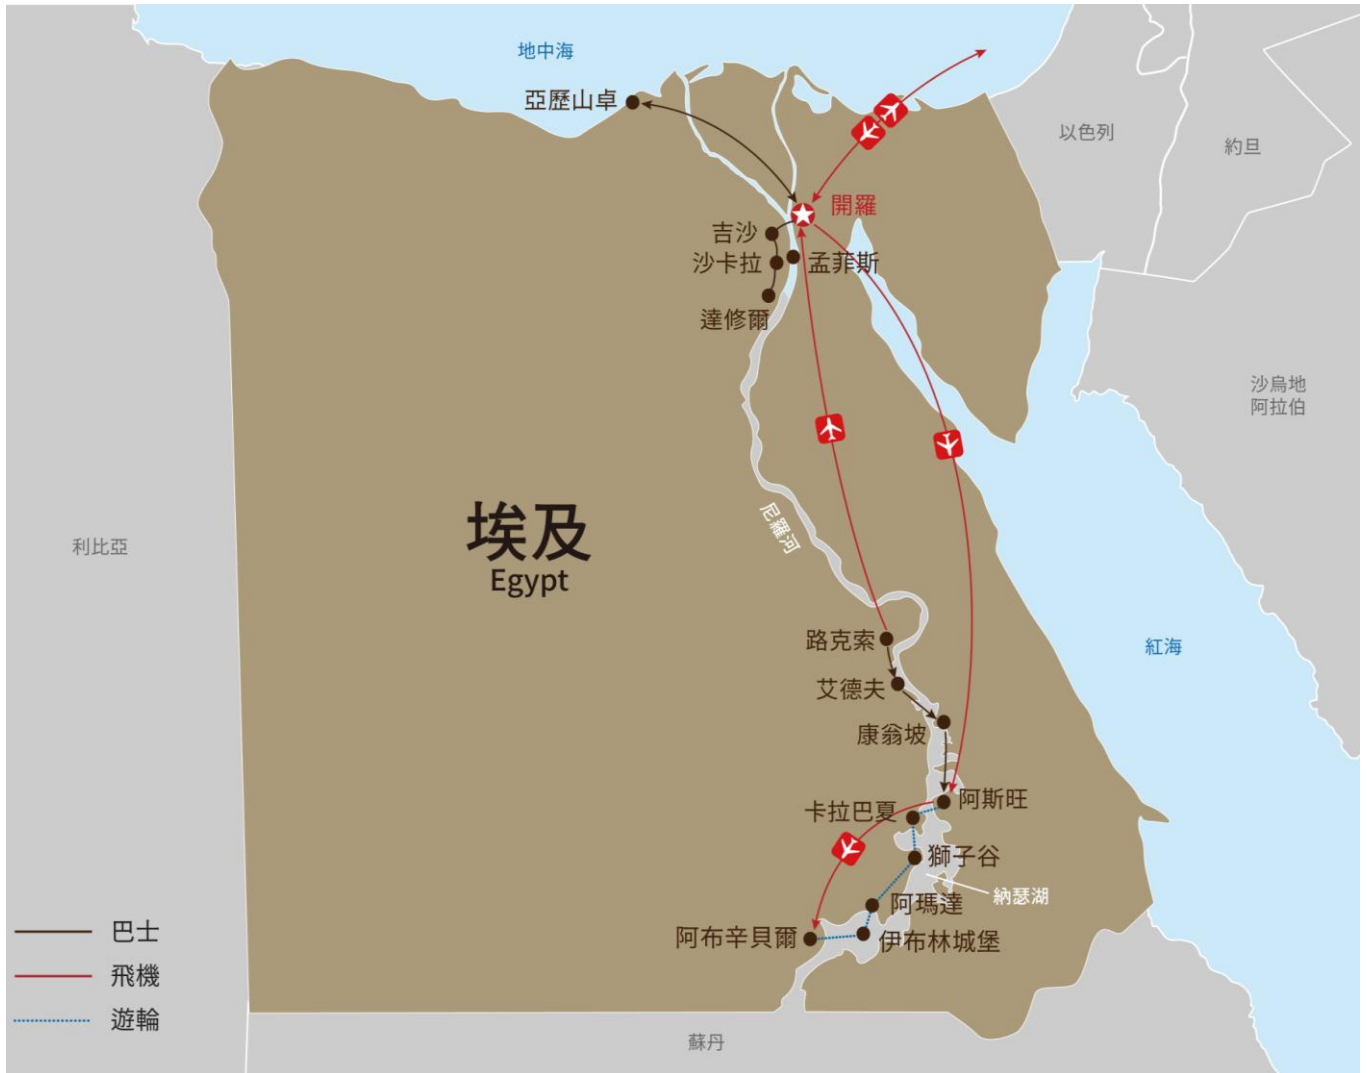 地中海
亞歷山卓
以色列
約旦
開羅
吉沙
沙卡拉
孟菲斯
達修爾
沙烏地
阿拉伯
埃及
Egypt
尼羅河
利比亞
路克索
紅海
艾德夫
康翁坡
阿斯旺
卡拉巴夏
獅子谷
納瑟湖
阿瑪達
阿布辛貝爾
伊布林城堡
巴士
飛機
遊輪
蘇丹